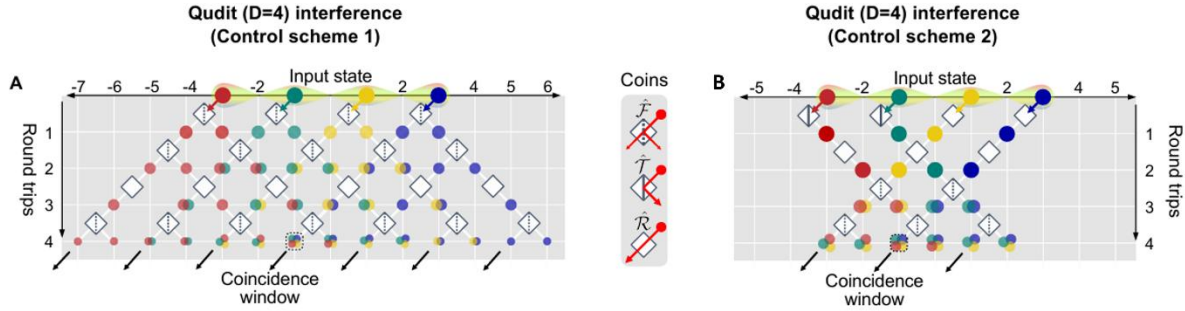 Qudit (D=4) interference
(Control scheme 1)
A
Input state
-7 -6 -4 -2 2 4 6
Round trips
1
2
3
4
Coincidence
window
Coins
F̂
T̂
R̂
Qudit (D=4) interference
(Control scheme 2)
B
Input state
-5 -4 -2 2 4 5
Round trips
1
2
3
4
Coincidence
window